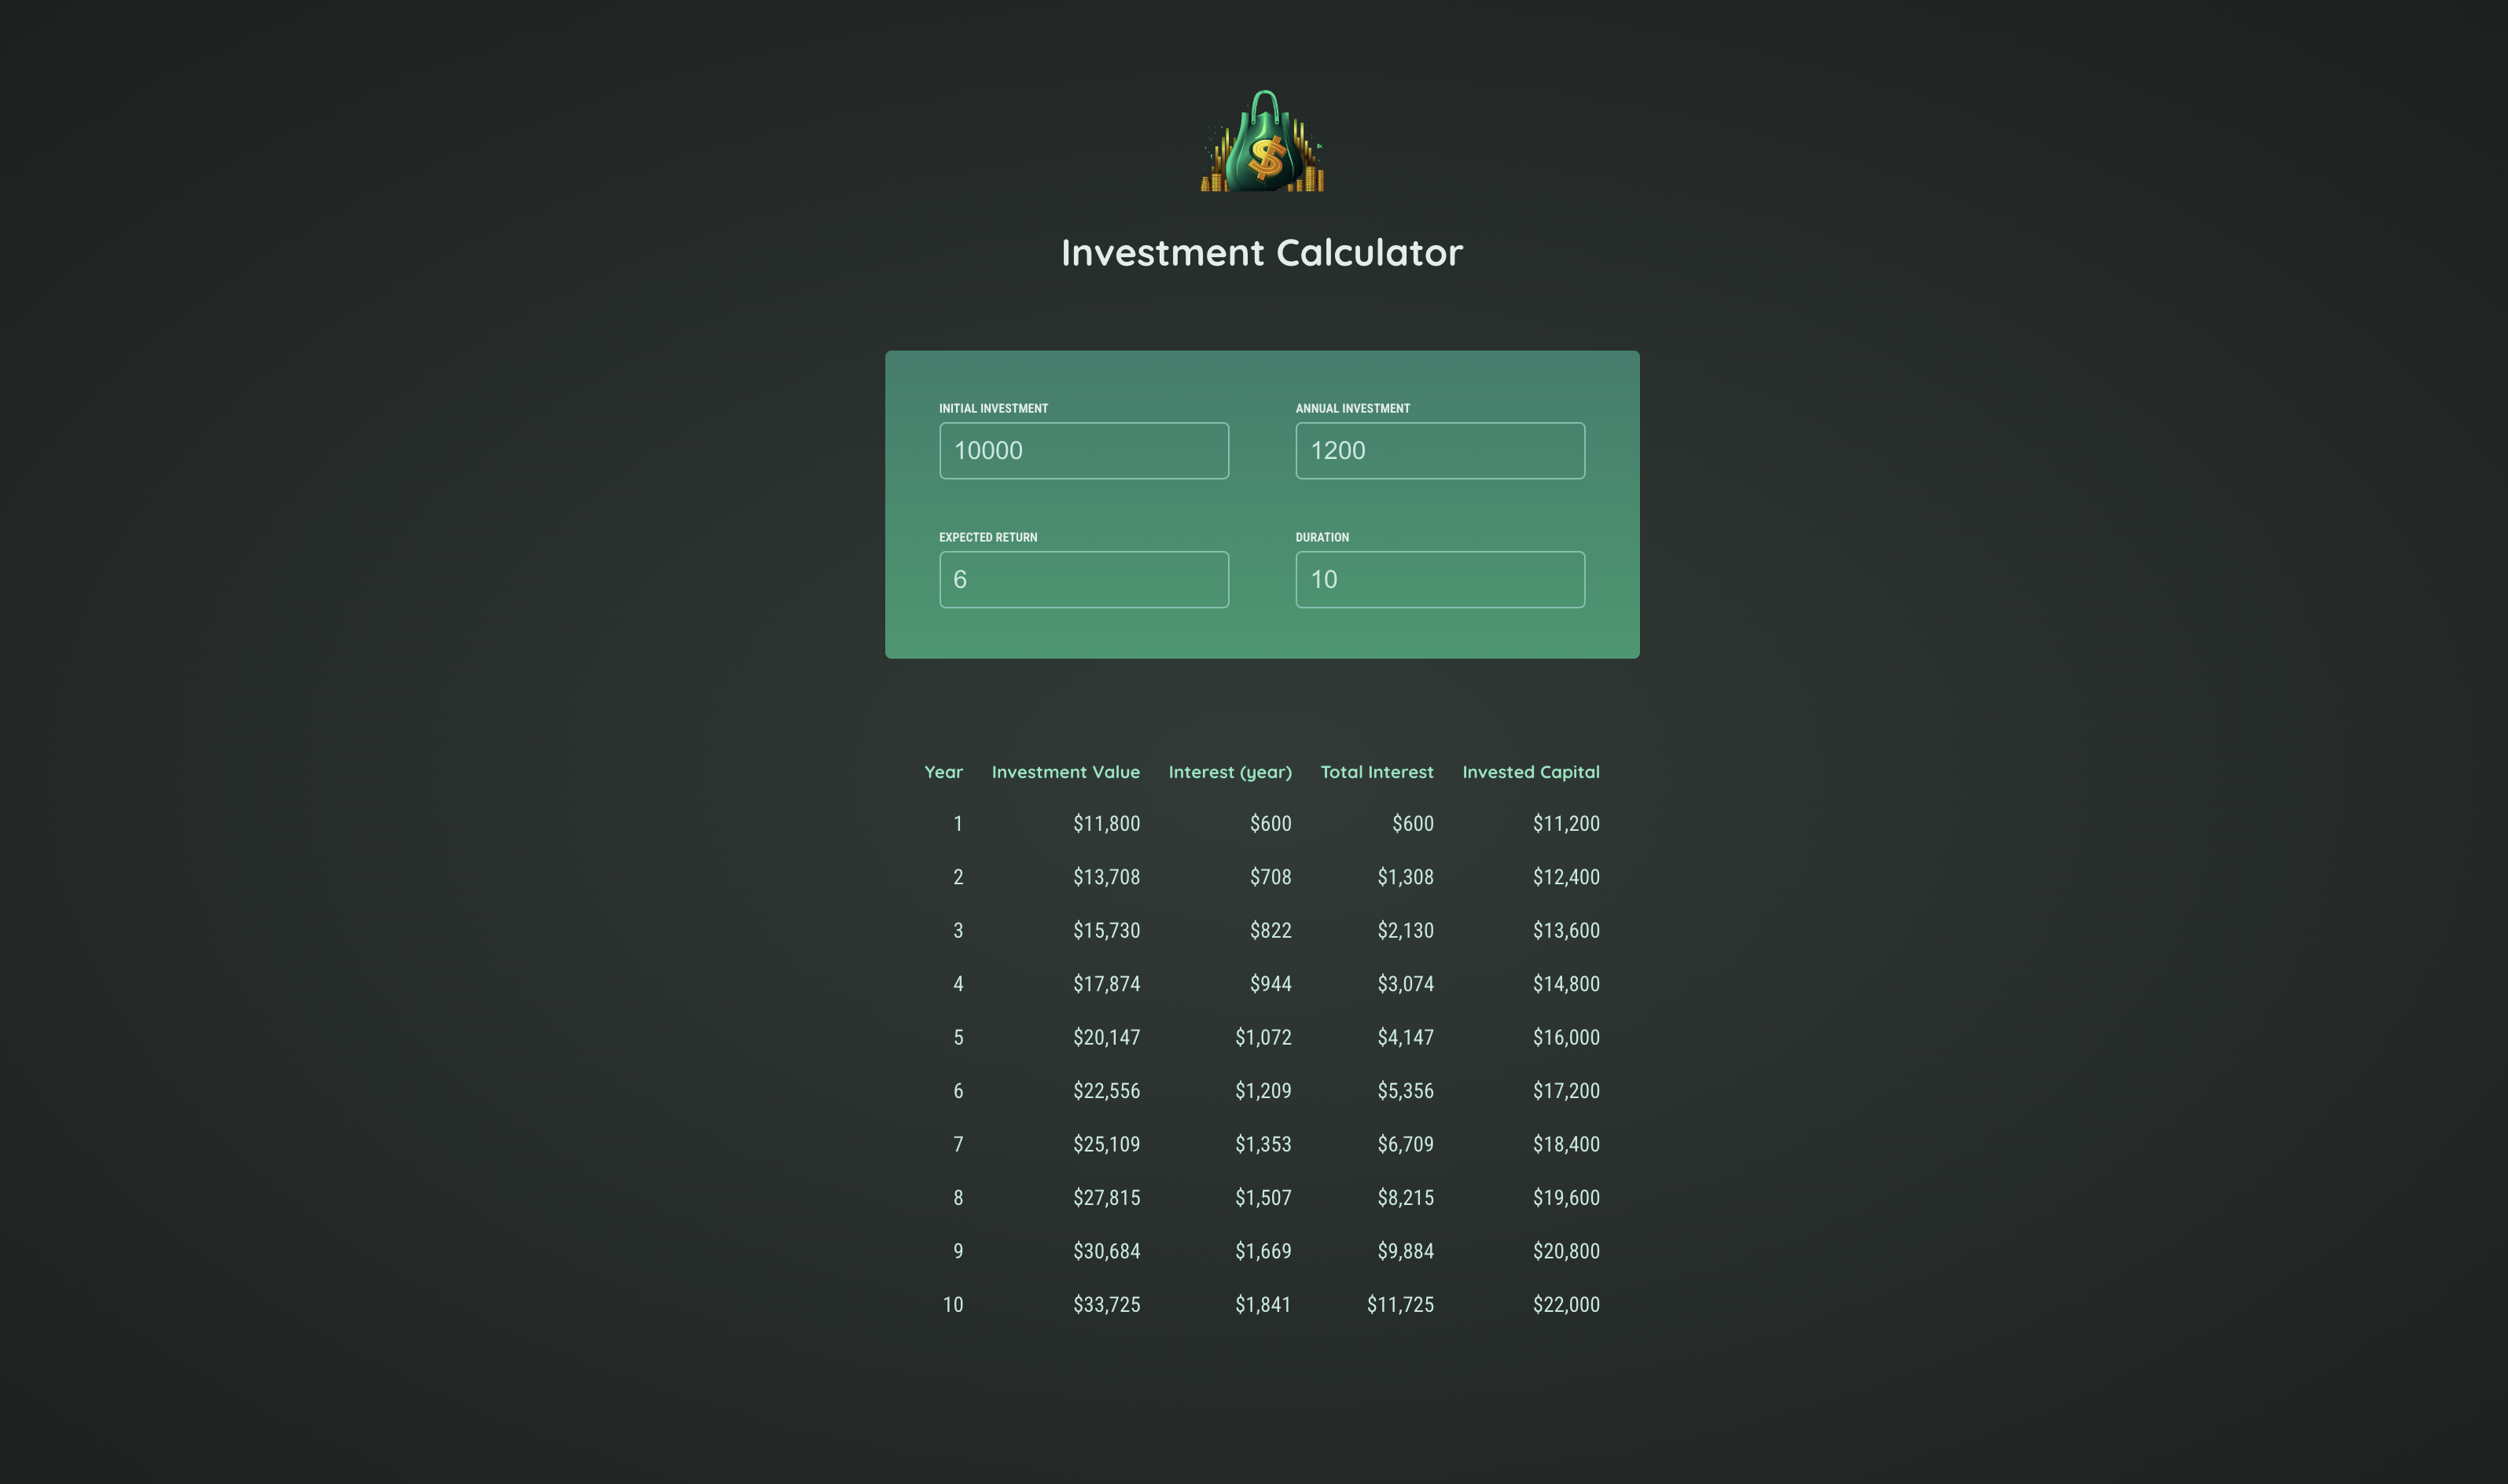 $
Investment Calculator
INITIAL INVESTMENT ANNUAL INVESTMENT
10000 1200
EXPECTED RETURN DURATION
6 10
Year Investment Value Interest (year) Total Interest Invested Capital
1 $11,800 $600 $600 $11,200
2 $13,708 $708 $1,308 $12,400
3 $15,730 $822 $2,130 $13,600
4 $17,874 $944 $3,074 $14,800
5 $20,147 $1,072 $4,147 $16,000
6 $22,556 $1,209 $5,356 $17,200
7 $25,109 $1,353 $6,709 $18,400
8 $27,815 $1,507 $8,215 $19,600
9 $30,684 $1,669 $9,884 $20,800
10 $33,725 $1,841 $11,725 $22,000